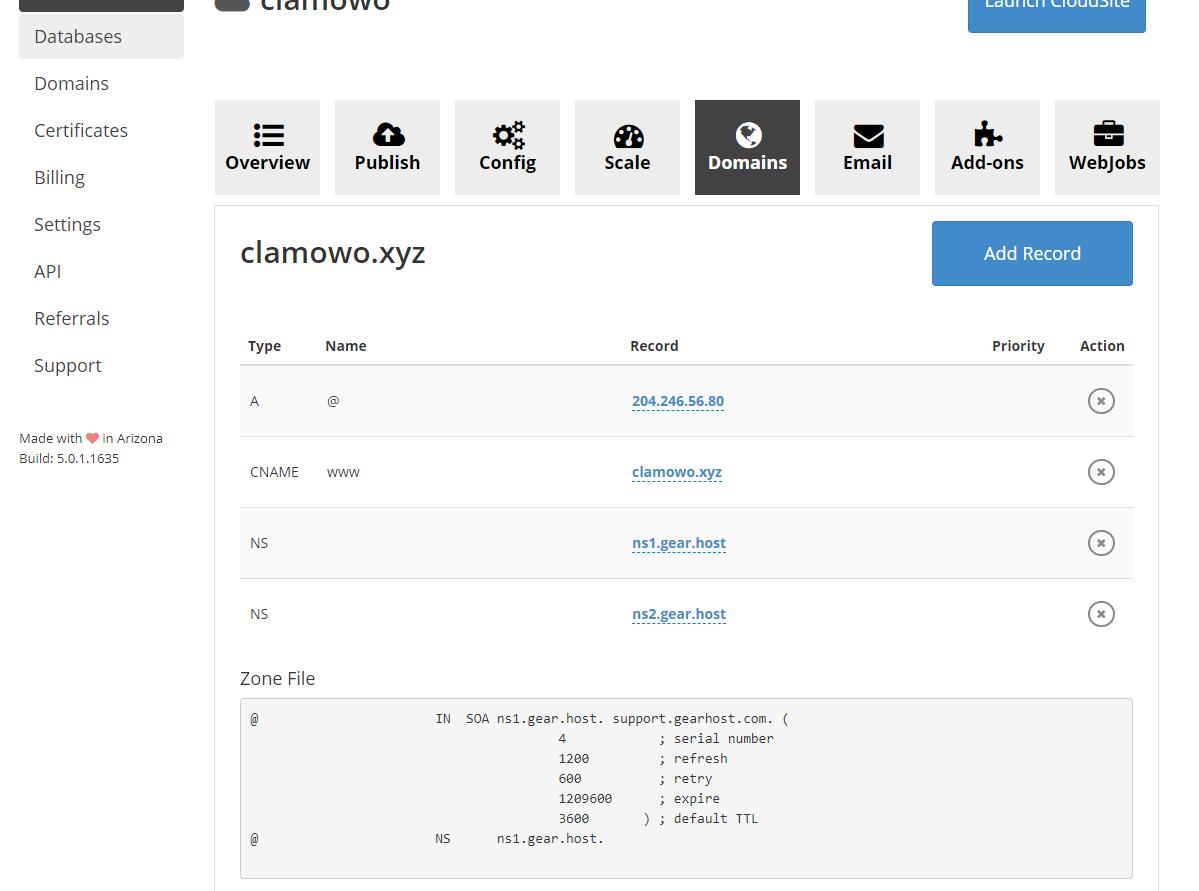 clamowo
Launch CloudSite
Databases
Domains
Certificates
Billing
Settings
API
Referrals
Support
Made with in Arizona
Build: 5.0.1.1635
Overview
Publish
Config
Scale
Domains
Email
Add-ons
WebJobs
clamowo.xyz
Add Record
Type Name Record Priority Action
A @ 204.246.56.80
CNAME www clamowo.xyz
NS ns1.gear.host
NS ns2.gear.host
Zone File
@ IN SOA ns1.gear.host. support.gearhost.com. (
4 ; serial number
1200 ; refresh
600 ; retry
1209600 ; expire
3600 ) ; default TTL
@ NS ns1.gear.host.